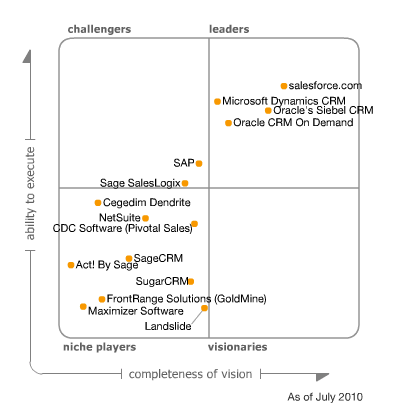 challengers
leaders
salesforce.com
Microsoft Dynamics CRM
Oracle's Siebel CRM
Oracle CRM On Demand
SAP
Sage SalesLogix
Cegedim Dendrite
NetSuite
CDC Software (Pivotal Sales)
SageCRM
Act! By Sage
SugarCRM
FrontRange Solutions (GoldMine)
Maximizer Software
Landslide
niche players
visionaries
ability to execute
completeness of vision
As of July 2010